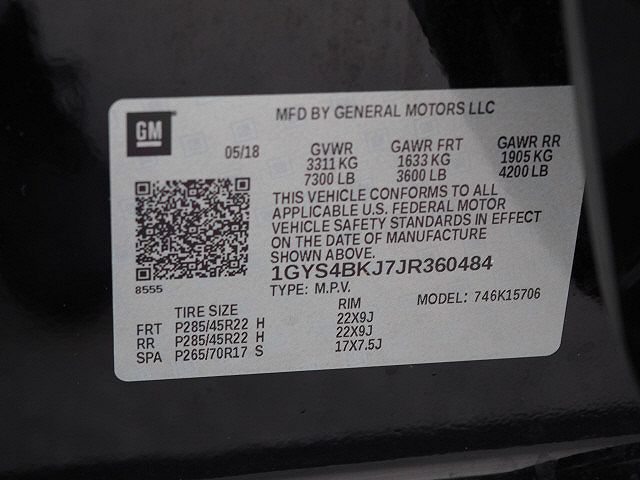 GM
MFD BY GENERAL MOTORS LLC
05/18 GVWR GAWR FRT GAWR RR
3311 KG 1633 KG 1905 KG
7300 LB 3600 LB 4200 LB
THIS VEHICLE CONFORMS TO ALL
APPLICABLE U.S. FEDERAL MOTOR
VEHICLE SAFETY STANDARDS IN EFFECT
ON THE DATE OF MANUFACTURE
SHOWN ABOVE.
1GYS4BKJ7JR360484
8555
TYPE: M.P.V. MODEL: 746K15706
TIRE SIZE RIM
FRT P285/45R22 H 22X9J
RR P285/45R22 H 22X9J
SPA P265/70R17 S 17X7.5J